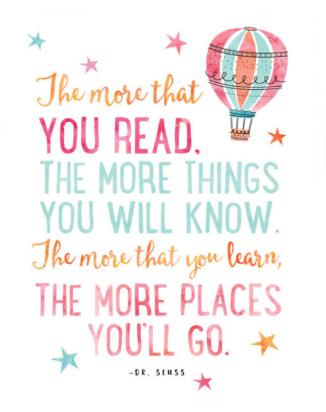 The more that
YOU READ,
THE MORE THINGS
YOU WILL KNOW.
The more that you learn,
THE MORE PLACES
YOU'LL GO.
-DR. SEUSS